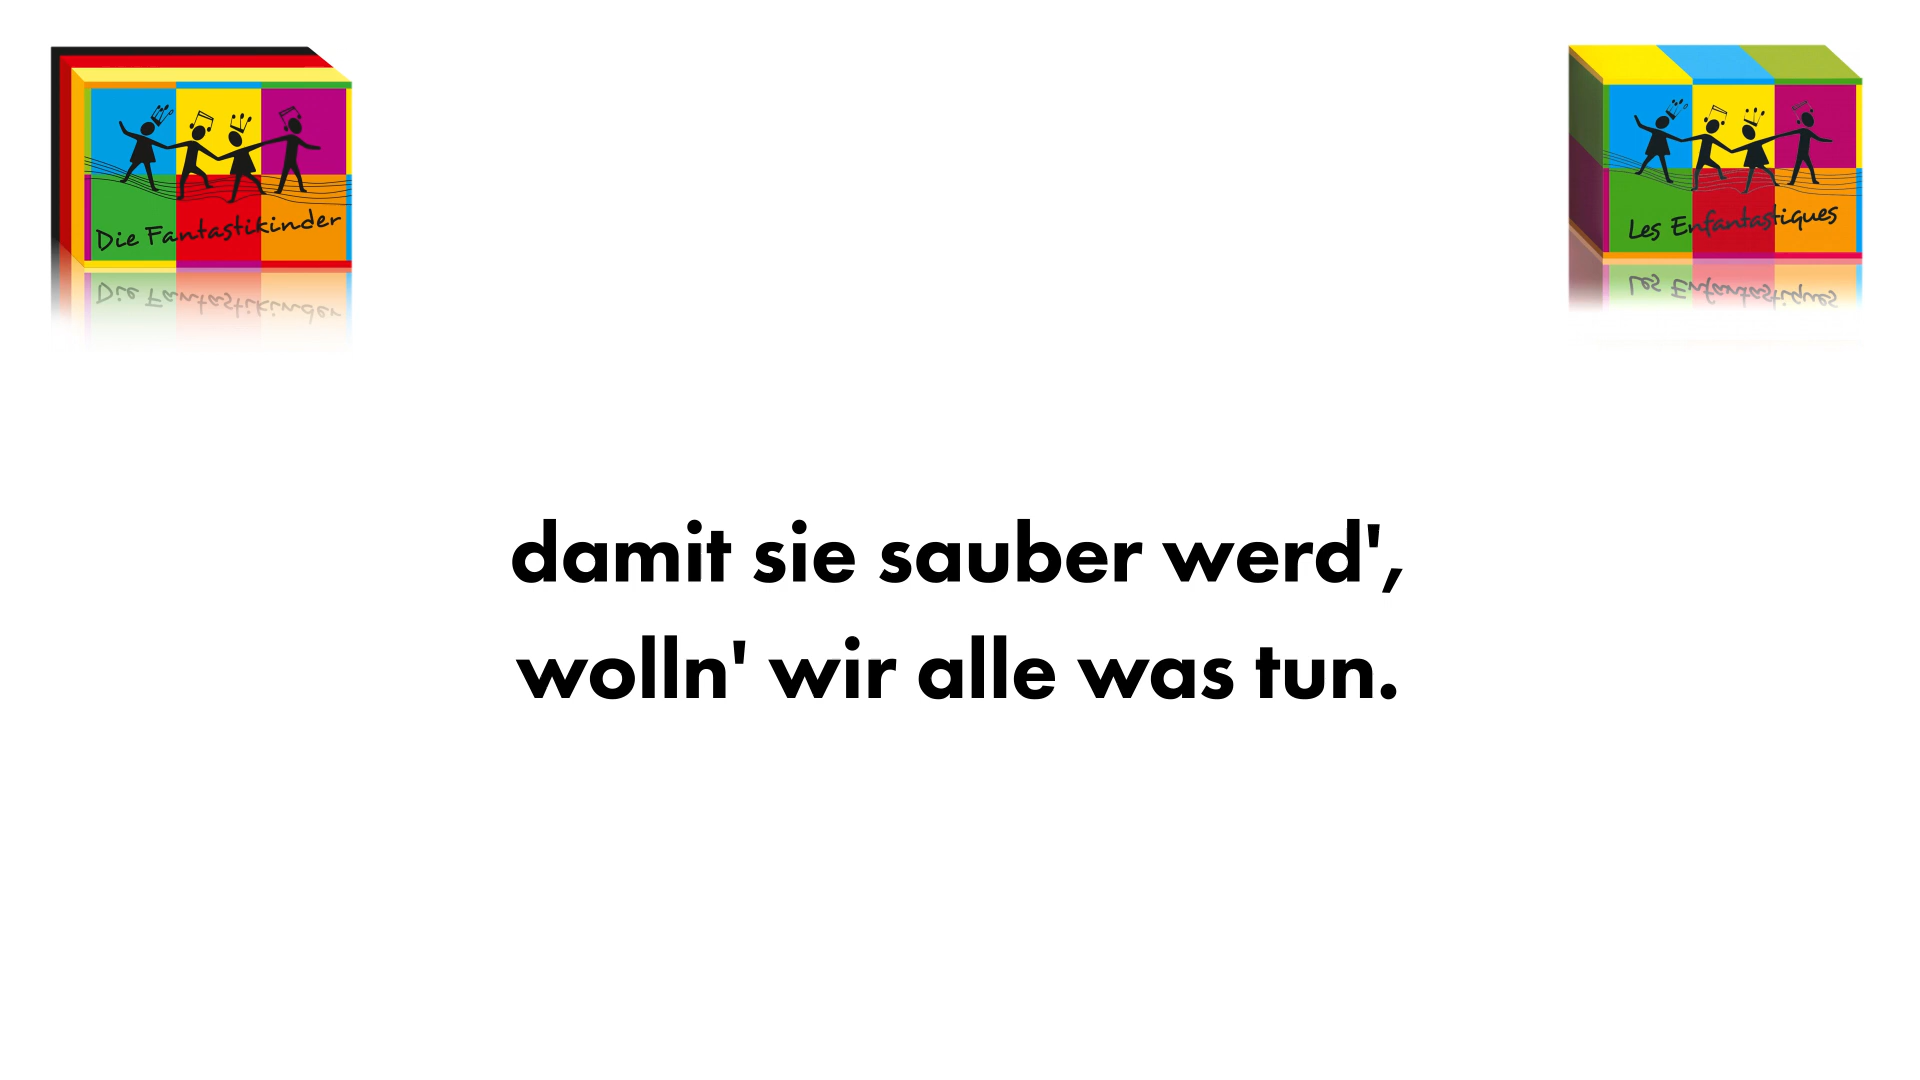 Die Fantastikinder
Les Enfantastiques
damit sie sauber werd',
wolln' wir alle was tun.